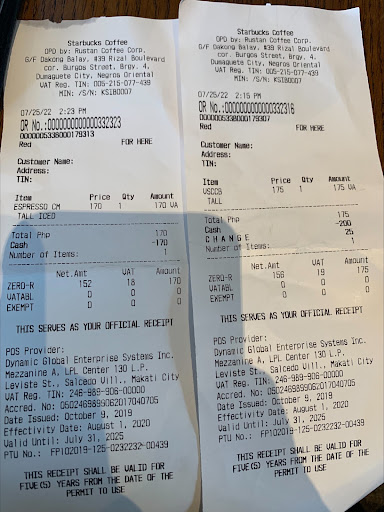 Starbucks Coffee
OPD by: Rustan Coffee Corp.
G/F Dakong Balay, #39 Rizal Boulevard
cor. Burgos Street, Brgy. 4,
Dumaguete City, Negros Oriental
VAT Reg. TIN: 005-215-077-439
MIN: /S/N: KSTB0007
07/25/22 2:23 PM
OR No.:0000000000000332323
0000005336000179313
Red FOR HERE
Customer Name:
Address:
TIN:
Item Price Qty Amount
ESPRESSO CM 170 1 170 VA
TALL ICED
Total Php 170
Cash -170
Number of Items: 1
Net.Amt VAT Amount
ZERO-R 152 18 170
VATABL 0 0 0
EXEMPT 0 0 0
THIS SERVES AS YOUR OFFICIAL RECEIPT
POS Provider:
Dynamic Global Enterprise Systems Inc.
Mezzanine A, LPL Center 130 L.P.
Leviste St., Salcedo Vill., Makati City
VAT Reg. TIN: 246-989-906-00000
Accred. No: 0502469899062017040705
Date Issued: October 9, 2019
Effectivity Date: August 1, 2020
Valid Until: July 31, 2025
PTU No.: FP102019-125-0232232-00439
THIS RECEIPT SHALL BE VALID FOR
FIVE(5) YEARS FROM THE DATE OF THE
PERMIT TO USE
Starbucks Coffee
OPD by: Rustan Coffee Corp.
G/F Dakong Balay, #39 Rizal Boulevard
cor. Burgos Street, Brgy. 4,
Dumaguete City, Negros Oriental
VAT Reg. TIN: 005-215-077-439
MIN: /S/N: KSTB0007
07/25/22 2:15 PM
OR No.:0000000000000332316
0000005336000179307
Red FOR HERE
Customer Name:
Address:
TIN:
Item Price Qty Amount
VSCCB 175 1 175 VA
TALL
Total Php 175
Cash -200
CHANGE 25
Number of Items: 1
Net.Amt VAT Amount
ZERO-R 156 19 175
VATABL 0 0 0
EXEMPT 0 0 0
THIS SERVES AS YOUR OFFICIAL RECEIPT
POS Provider:
Dynamic Global Enterprise Systems Inc.
Mezzanine A, LPL Center 130 L.P.
Leviste St., Salcedo Vill., Makati City
VAT Reg. TIN: 246-989-906-00000
Accred. No: 0502469899062017040705
Date Issued: October 9, 2019
Effectivity Date: August 1, 2020
Valid Until: July 31, 2025
PTU No.: FP102019-125-0232232-00439
THIS RECEIPT SHALL BE VALID FOR
FIVE(5) YEARS FROM THE DATE OF THE
PERMIT TO USE